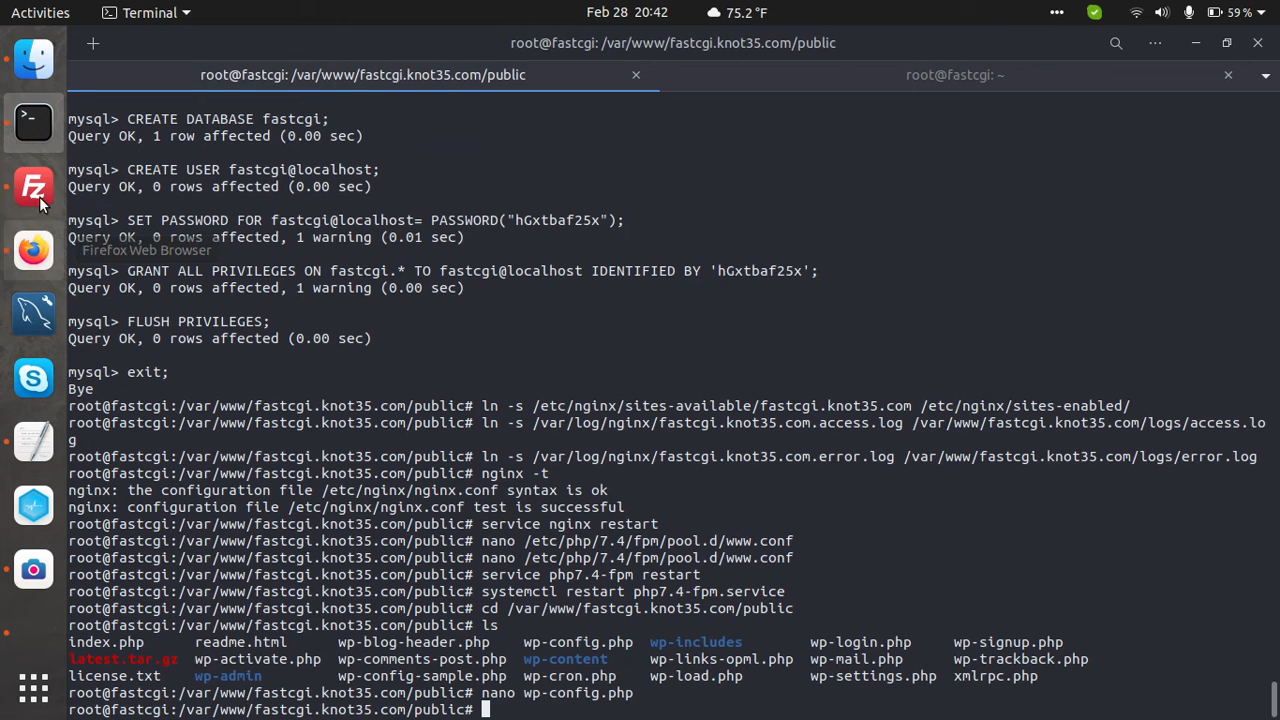 Activities Terminal Feb 28 20:42 75.2 °F 59 %
root@fastcgi: /var/www/fastcgi.knot35.com/public
root@fastcgi: /var/www/fastcgi.knot35.com/public root@fastcgi: ~
mysql> CREATE DATABASE fastcgi;
Query OK, 1 row affected (0.00 sec)
mysql> CREATE USER fastcgi@localhost;
Query OK, 0 rows affected (0.00 sec)
mysql> SET PASSWORD FOR fastcgi@localhost= PASSWORD("hGxtbaf25x");
Query OK, 0 rows affected, 1 warning (0.01 sec)
Firefox Web Browser
mysql> GRANT ALL PRIVILEGES ON fastcgi.* TO fastcgi@localhost IDENTIFIED BY 'hGxtbaf25x';
Query OK, 0 rows affected, 1 warning (0.00 sec)
mysql> FLUSH PRIVILEGES;
Query OK, 0 rows affected (0.00 sec)
mysql> exit;
Bye
root@fastcgi:/var/www/fastcgi.knot35.com/public# ln -s /etc/nginx/sites-available/fastcgi.knot35.com /etc/nginx/sites-enabled/
root@fastcgi:/var/www/fastcgi.knot35.com/public# ln -s /var/log/nginx/fastcgi.knot35.com.access.log /var/www/fastcgi.knot35.com/logs/access.lo
g
root@fastcgi:/var/www/fastcgi.knot35.com/public# ln -s /var/log/nginx/fastcgi.knot35.com.error.log /var/www/fastcgi.knot35.com/logs/error.log
root@fastcgi:/var/www/fastcgi.knot35.com/public# nginx -t
nginx: the configuration file /etc/nginx/nginx.conf syntax is ok
nginx: configuration file /etc/nginx/nginx.conf test is successful
root@fastcgi:/var/www/fastcgi.knot35.com/public# service nginx restart
root@fastcgi:/var/www/fastcgi.knot35.com/public# nano /etc/php/7.4/fpm/pool.d/www.conf
root@fastcgi:/var/www/fastcgi.knot35.com/public# nano /etc/php/7.4/fpm/pool.d/www.conf
root@fastcgi:/var/www/fastcgi.knot35.com/public# service php7.4-fpm restart
root@fastcgi:/var/www/fastcgi.knot35.com/public# systemctl restart php7.4-fpm.service
root@fastcgi:/var/www/fastcgi.knot35.com/public# cd /var/www/fastcgi.knot35.com/public
root@fastcgi:/var/www/fastcgi.knot35.com/public# ls
index.php readme.html wp-blog-header.php wp-config.php wp-includes wp-login.php wp-signup.php
latest.tar.gz wp-activate.php wp-comments-post.php wp-content wp-links-opml.php wp-mail.php wp-trackback.php
license.txt wp-admin wp-config-sample.php wp-cron.php wp-load.php wp-settings.php xmlrpc.php
root@fastcgi:/var/www/fastcgi.knot35.com/public# nano wp-config.php
root@fastcgi:/var/www/fastcgi.knot35.com/public#